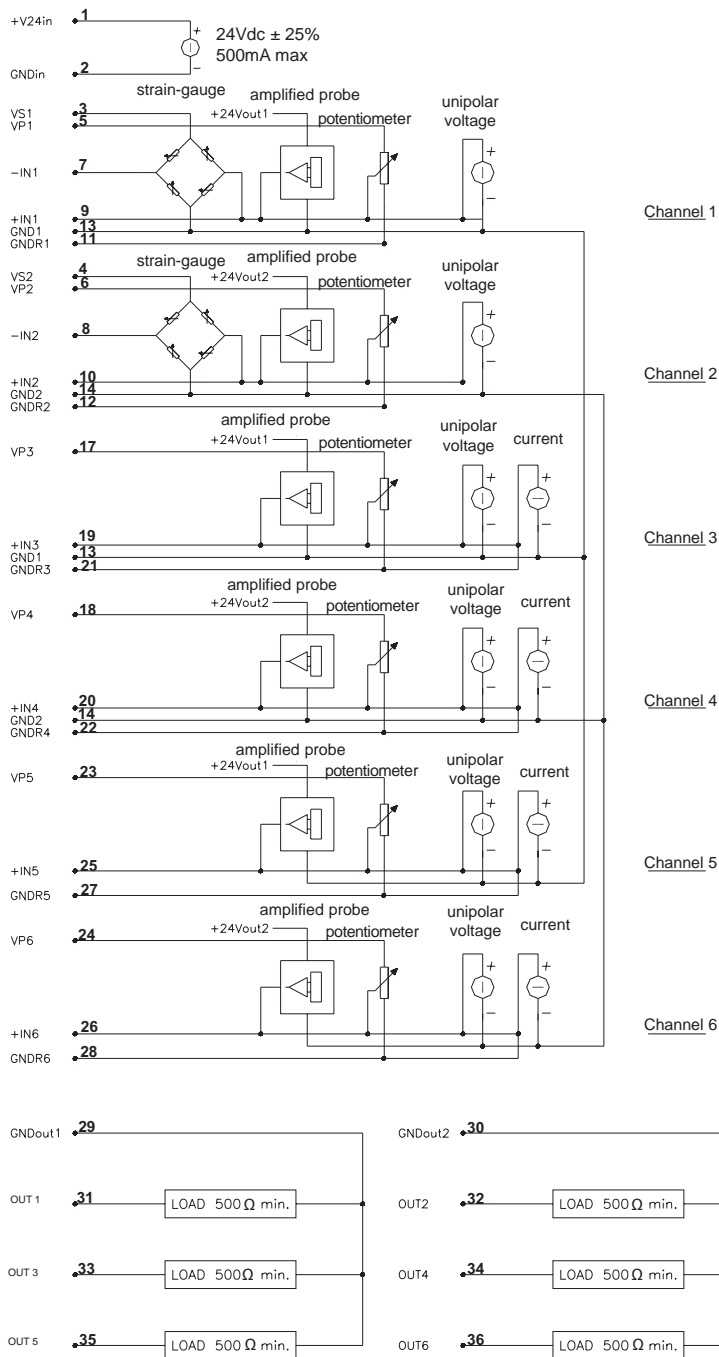 +V24in 1
24Vdc ± 25%
500mA max
GNDin 2
strain-gauge amplified probe unipolar voltage
VS1 3 +24Vout1 potentiometer
VP1 5
-IN1 7
+IN1 9 Channel 1
GND1 13
GNDR1 11
strain-gauge amplified probe unipolar voltage
VS2 4 +24Vout2 potentiometer
VP2 6
-IN2 8
+IN2 10 Channel 2
GND2 14
GNDR2 12
amplified probe unipolar voltage current
+24Vout1 potentiometer
VP3 17
+IN3 19 Channel 3
GND1 13
GNDR3 21
amplified probe unipolar voltage current
+24Vout2 potentiometer
VP4 18
+IN4 20 Channel 4
GND2 14
GNDR4 22
amplified probe unipolar voltage current
+24Vout1 potentiometer
VP5 23
+IN5 25 Channel 5
GNDR5 27
amplified probe unipolar voltage current
+24Vout2 potentiometer
VP6 24
+IN6 26 Channel 6
GNDR6 28
GNDout1 29 GNDout2 30
OUT 1 31 LOAD 500Ω min. OUT2 32 LOAD 500Ω min.
OUT 3 33 LOAD 500Ω min. OUT4 34 LOAD 500Ω min.
OUT 5 35 LOAD 500Ω min. OUT6 36 LOAD 500Ω min.